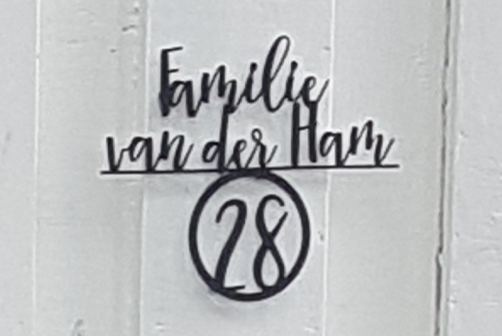 Familie
van der Ham
28